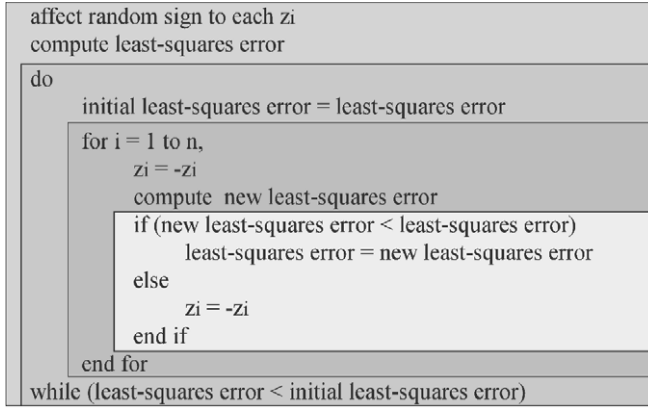 affect random sign to each zi
compute least-squares error
do
initial least-squares error = least-squares error
for i = 1 to n,
zi = -zi
compute new least-squares error
if (new least-squares error < least-squares error)
least-squares error = new least-squares error
else
zi = -zi
end if
end for
while (least-squares error < initial least-squares error)